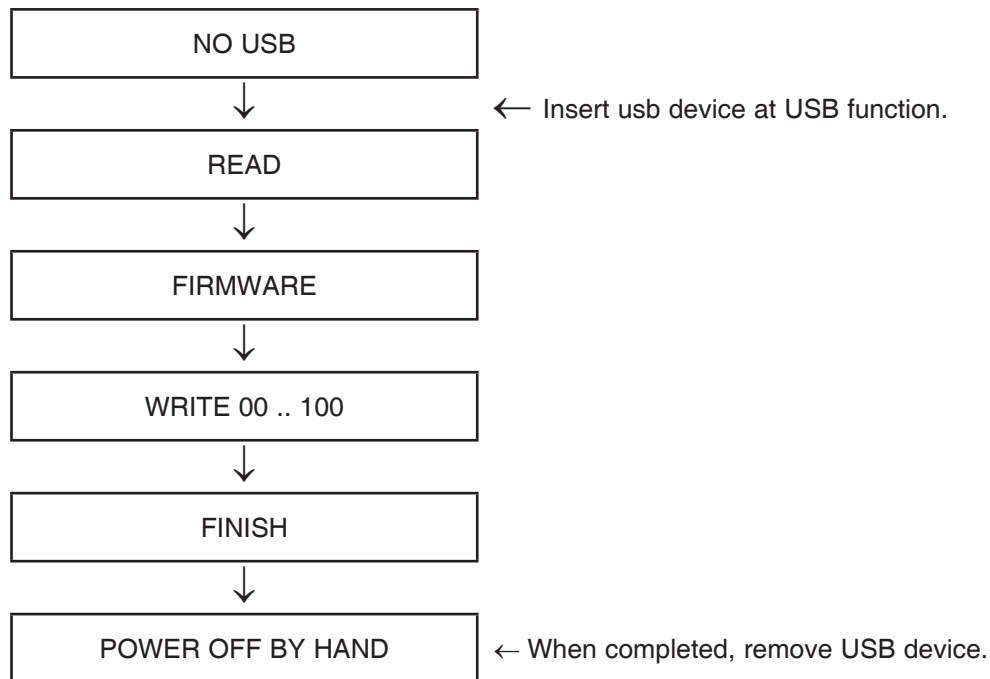 NO USB
← Insert usb device at USB function.
READ
FIRMWARE
WRITE 00 .. 100
FINISH
POWER OFF BY HAND ← When completed, remove USB device.